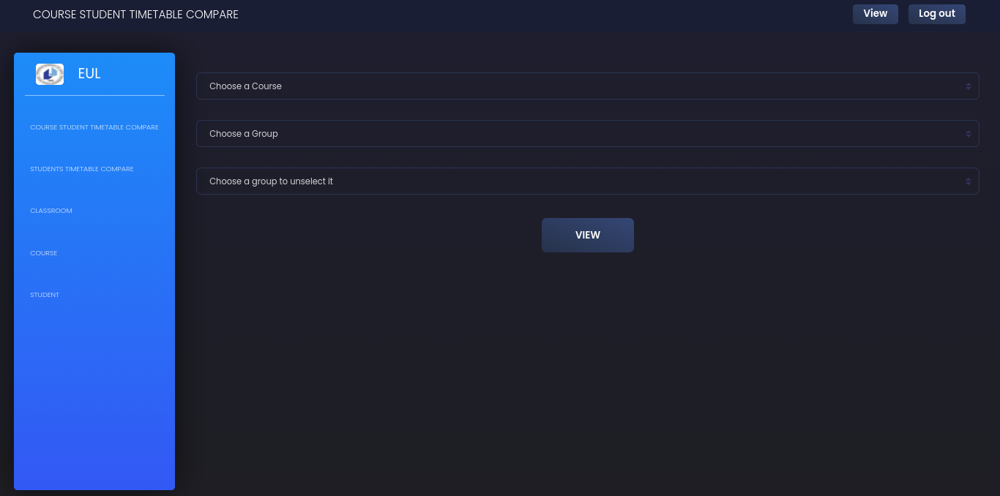 COURSE STUDENT TIMETABLE COMPARE
View
Log out
EUL
COURSE STUDENT TIMETABLE COMPARE
STUDENTS TIMETABLE COMPARE
CLASSROOM
COURSE
STUDENT
Choose a Course
Choose a Group
Choose a group to unselect it
VIEW